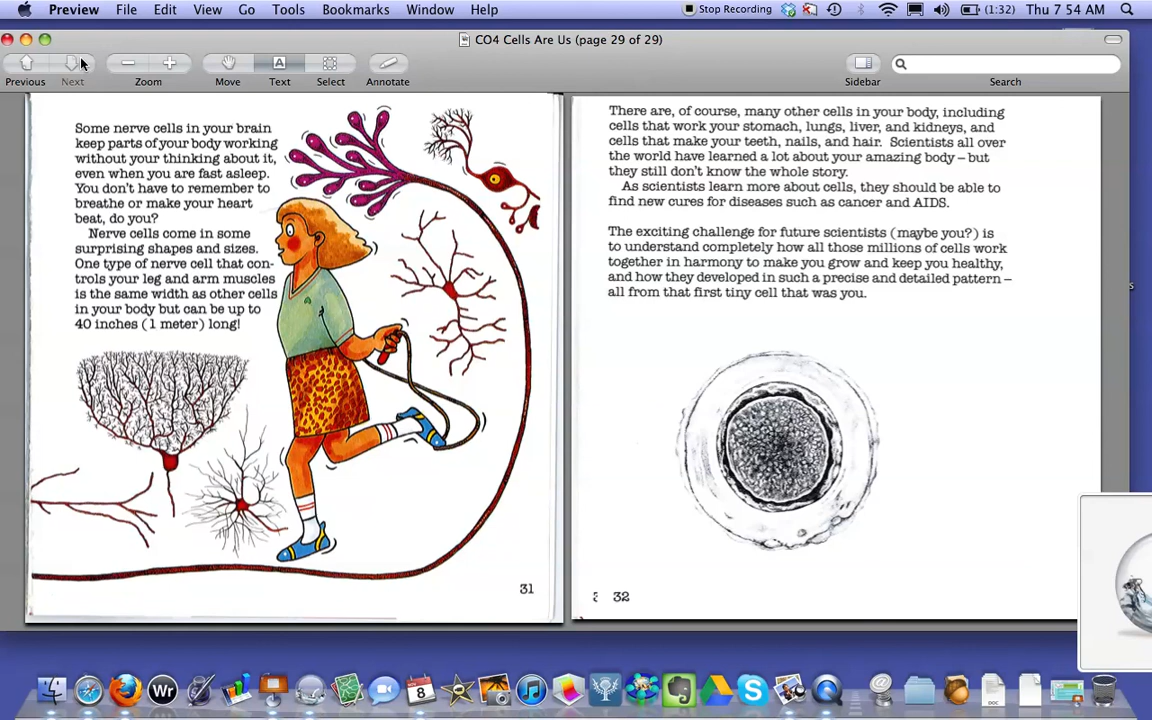 Preview File Edit View Go Tools Bookmarks Window Help Stop Recording (1:32) Thu 7 54 AM
CO4 Cells Are Us (page 29 of 29)
Previous Next Zoom Move Text Select Annotate Sidebar Search
Some nerve cells in your brain
keep parts of your body working
without your thinking about it,
even when you are fast asleep.
You don't have to remember to
breathe or make your heart
beat, do you?
Nerve cells come in some
surprising shapes and sizes.
One type of nerve cell that con-
trols your leg and arm muscles
is the same width as other cells
in your body but can be up to
40 inches (1 meter) long!
31
There are, of course, many other cells in your body, including
cells that work your stomach, lungs, liver, and kidneys, and
cells that make your teeth, nails, and hair. Scientists all over
the world have learned a lot about your amazing body – but
they still don't know the whole story.
As scientists learn more about cells, they should be able to
find new cures for diseases such as cancer and AIDS.
The exciting challenge for future scientists (maybe you?) is
to understand completely how all those millions of cells work
together in harmony to make you grow and keep you healthy,
and how they developed in such a precise and detailed pattern –
all from that first tiny cell that was you.
32
Wr
NOV
8
DOC